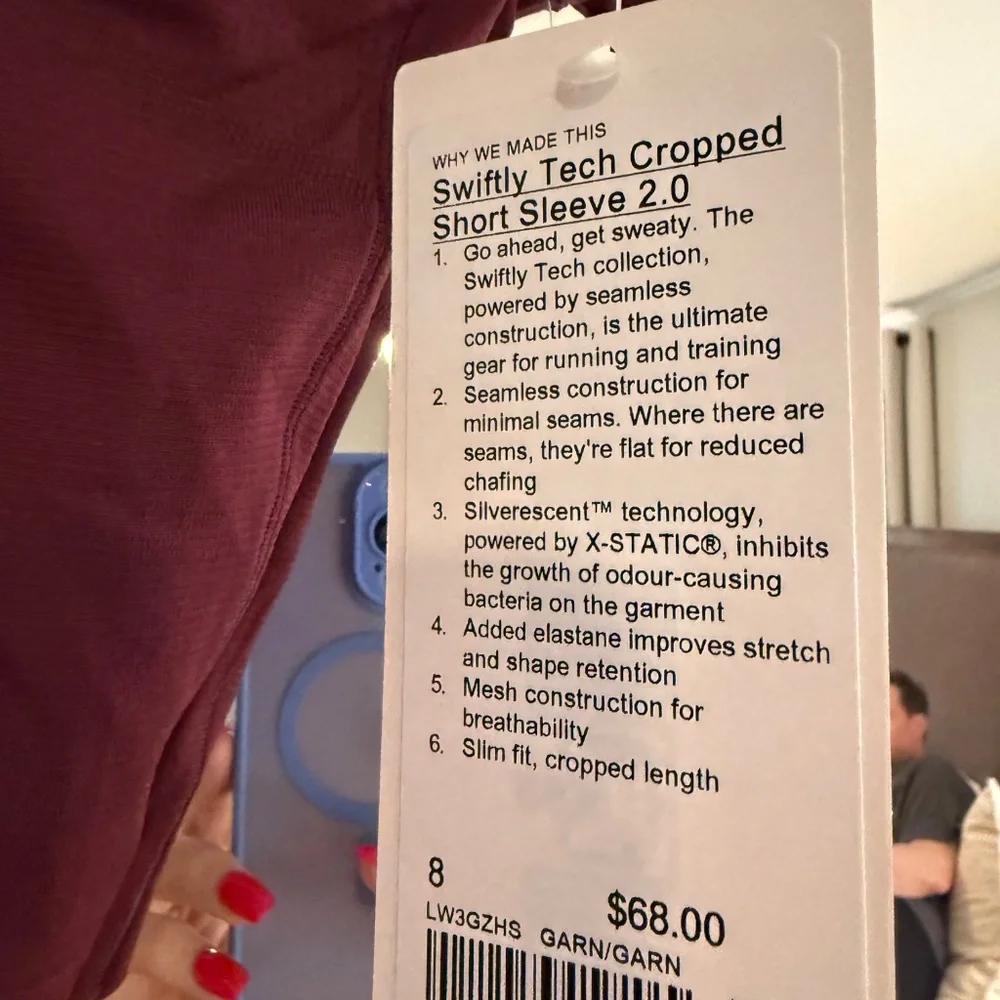 WHY WE MADE THIS
Swiftly Tech Cropped
Short Sleeve 2.0
1. Go ahead, get sweaty. The
Swiftly Tech collection,
powered by seamless
construction, is the ultimate
gear for running and training
2. Seamless construction for
minimal seams. Where there are
seams, they're flat for reduced
chafing
3. Silverescent™ technology,
powered by X-STATIC®, inhibits
the growth of odour-causing
bacteria on the garment
4. Added elastane improves stretch
and shape retention
5. Mesh construction for
breathability
6. Slim fit, cropped length
8
$68.00
LW3GZHS GARN/GARN